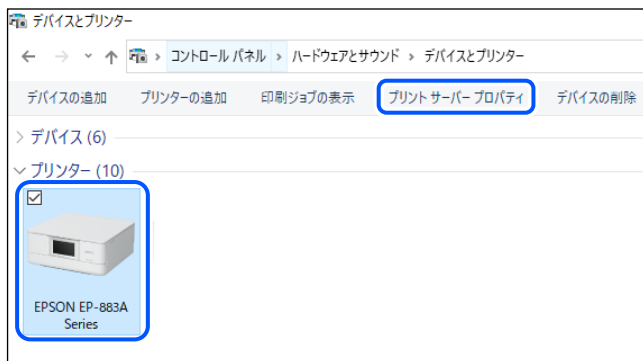 デバイスとプリンター
コントロール パネル › ハードウェアとサウンド › デバイスとプリンター
デバイスの追加 プリンターの追加 印刷ジョブの表示 プリント サーバー プロパティ デバイスの削除
デバイス (6)
プリンター (10)
EPSON EP-883A
Series